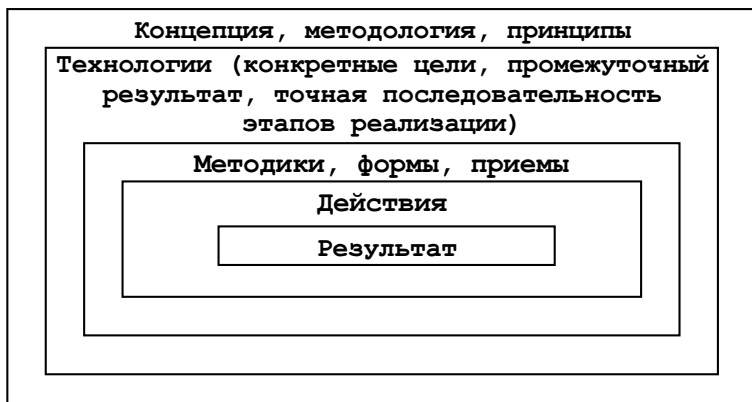 Концепция, методология, принципы
Технологии (конкретные цели, промежуточный
результат, точная последовательность
этапов реализации)
Методики, формы, приемы
Действия
Результат